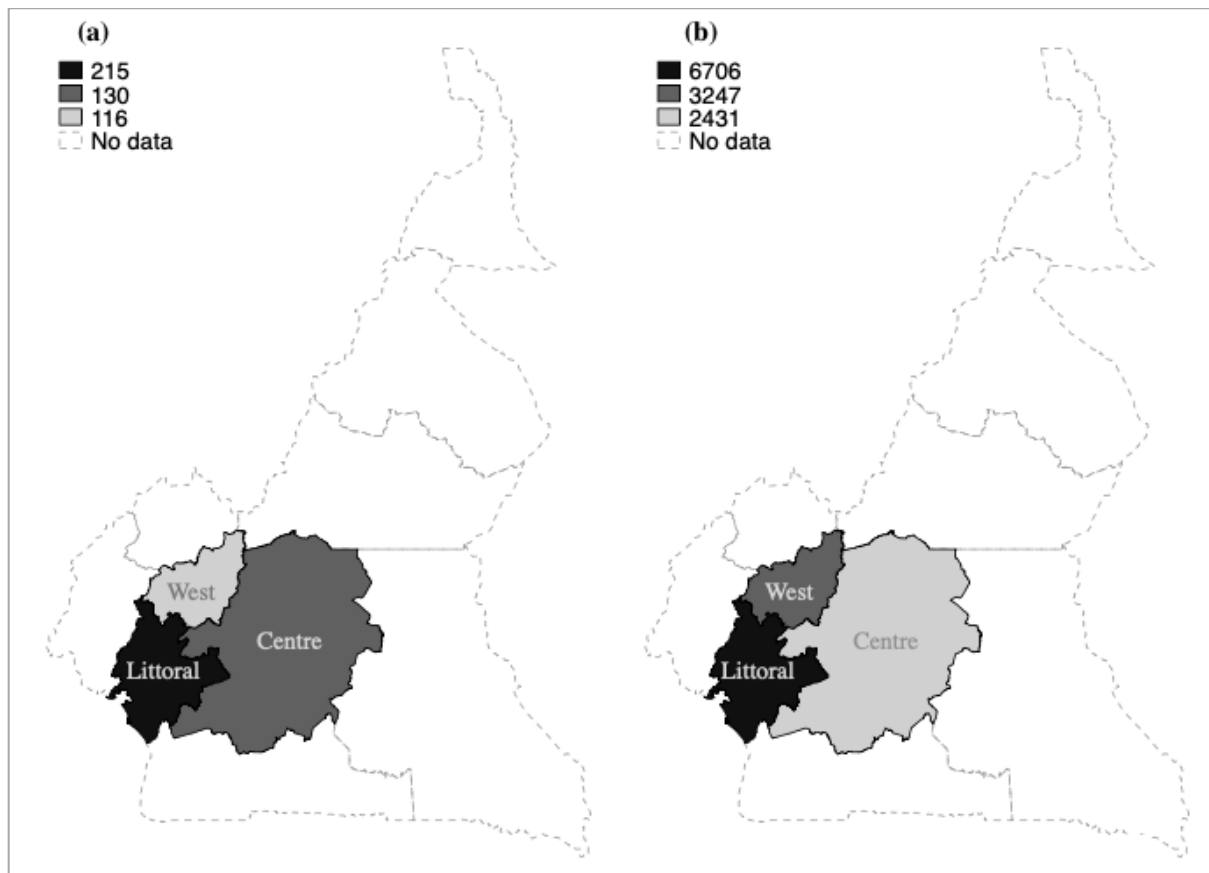 (a)
215
130
116
No data
West
Centre
Littoral
(b)
6706
3247
2431
No data
West
Centre
Littoral